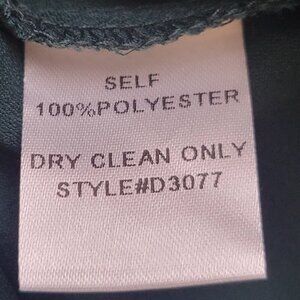 SELF
100%POLYESTER
DRY CLEAN ONLY
STYLE#D3077